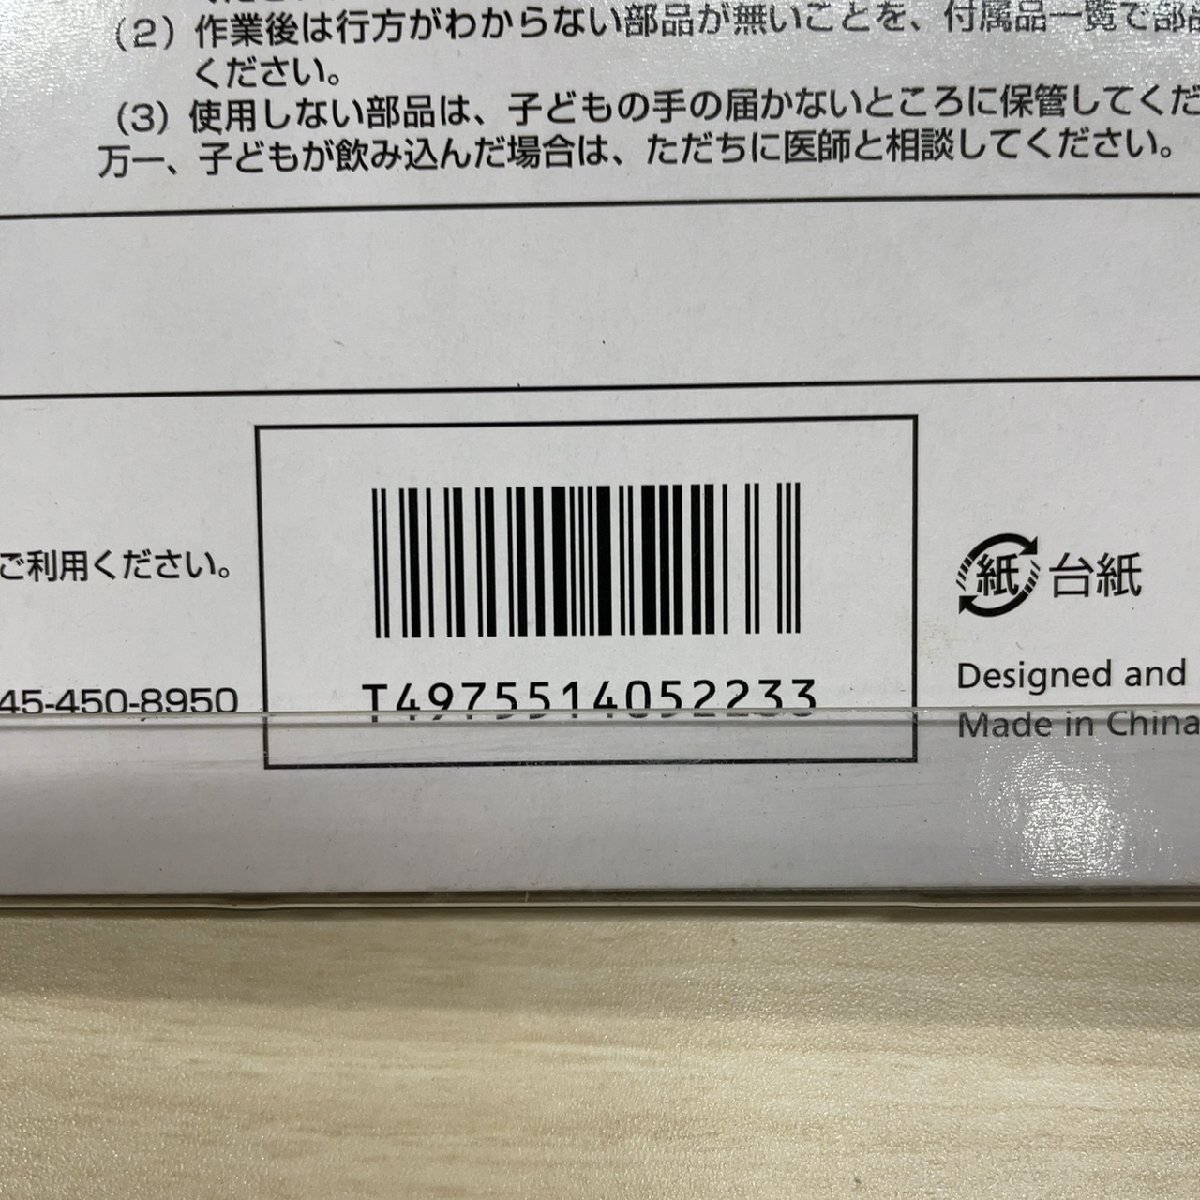 (2) 作業後は行方がわからない部品が無いことを、付属品一覧で部品
ください。
(3) 使用しない部品は、子どもの手の届かないところに保管してくだ
万一、子どもが飲み込んだ場合は、ただちに医師と相談してください。
ご利用ください。
45-450-8950
T4975514052233
紙 台紙
Designed and
Made in China